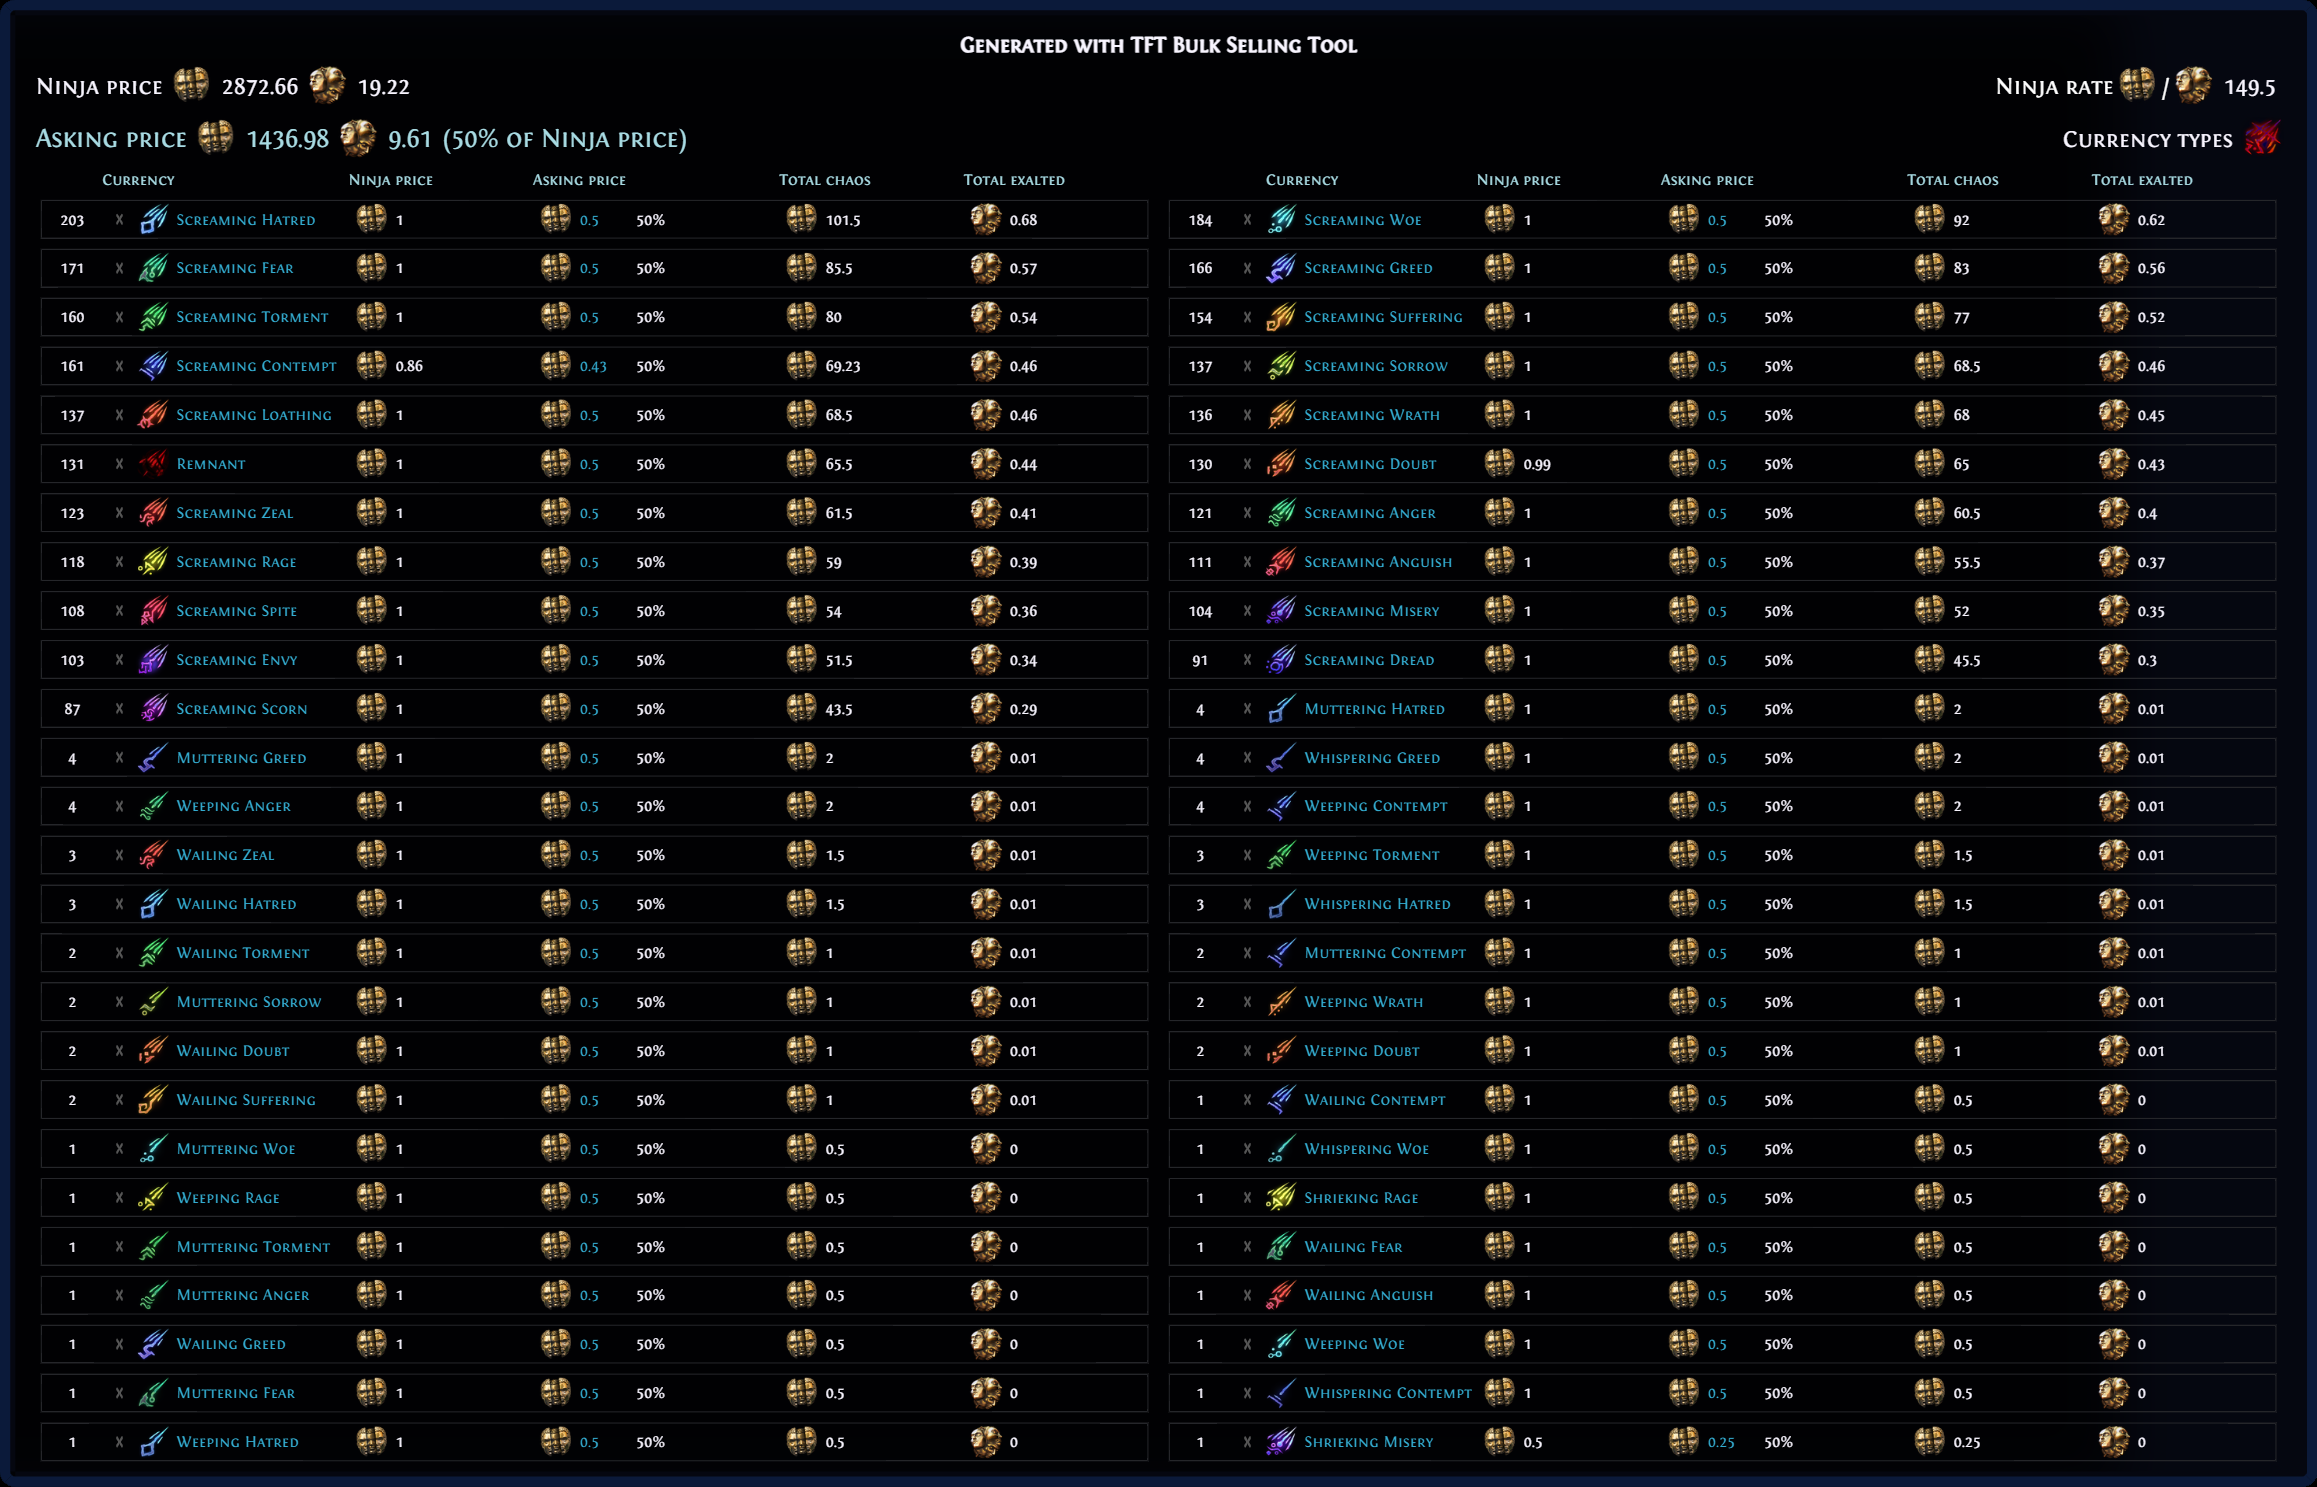 Generated with TFT Bulk Selling Tool
Ninja price 2872.66 19.22
Ninja rate / 149.5
Asking price 1436.98 9.61 (50% of Ninja price)
Currency types
Currency Ninja price Asking price Total chaos Total exalted Currency Ninja price Asking price Total chaos Total exalted
203 x Screaming Hatred 1 0.5 50% 101.5 0.68 184 x Screaming Woe 1 0.5 50% 92 0.62
171 x Screaming Fear 1 0.5 50% 85.5 0.57 166 x Screaming Greed 1 0.5 50% 83 0.56
160 x Screaming Torment 1 0.5 50% 80 0.54 154 x Screaming Suffering 1 0.5 50% 77 0.52
161 x Screaming Contempt 0.86 0.43 50% 69.23 0.46 137 x Screaming Sorrow 1 0.5 50% 68.5 0.46
137 x Screaming Loathing 1 0.5 50% 68.5 0.46 136 x Screaming Wrath 1 0.5 50% 68 0.45
131 x Remnant 1 0.5 50% 65.5 0.44 130 x Screaming Doubt 0.99 0.5 50% 65 0.43
123 x Screaming Zeal 1 0.5 50% 61.5 0.41 121 x Screaming Anger 1 0.5 50% 60.5 0.4
118 x Screaming Rage 1 0.5 50% 59 0.39 111 x Screaming Anguish 1 0.5 50% 55.5 0.37
108 x Screaming Spite 1 0.5 50% 54 0.36 104 x Screaming Misery 1 0.5 50% 52 0.35
103 x Screaming Envy 1 0.5 50% 51.5 0.34 91 x Screaming Dread 1 0.5 50% 45.5 0.3
87 x Screaming Scorn 1 0.5 50% 43.5 0.29 4 x Muttering Hatred 1 0.5 50% 2 0.01
4 x Muttering Greed 1 0.5 50% 2 0.01 4 x Whispering Greed 1 0.5 50% 2 0.01
4 x Weeping Anger 1 0.5 50% 2 0.01 4 x Weeping Contempt 1 0.5 50% 2 0.01
3 x Wailing Zeal 1 0.5 50% 1.5 0.01 3 x Weeping Torment 1 0.5 50% 1.5 0.01
3 x Wailing Hatred 1 0.5 50% 1.5 0.01 3 x Whispering Hatred 1 0.5 50% 1.5 0.01
2 x Wailing Torment 1 0.5 50% 1 0.01 2 x Muttering Contempt 1 0.5 50% 1 0.01
2 x Muttering Sorrow 1 0.5 50% 1 0.01 2 x Weeping Wrath 1 0.5 50% 1 0.01
2 x Wailing Doubt 1 0.5 50% 1 0.01 2 x Weeping Doubt 1 0.5 50% 1 0.01
2 x Wailing Suffering 1 0.5 50% 1 0.01 1 x Wailing Contempt 1 0.5 50% 0.5 0
1 x Muttering Woe 1 0.5 50% 0.5 0 1 x Whispering Woe 1 0.5 50% 0.5 0
1 x Weeping Rage 1 0.5 50% 0.5 0 1 x Shrieking Rage 1 0.5 50% 0.5 0
1 x Muttering Torment 1 0.5 50% 0.5 0 1 x Wailing Fear 1 0.5 50% 0.5 0
1 x Muttering Anger 1 0.5 50% 0.5 0 1 x Wailing Anguish 1 0.5 50% 0.5 0
1 x Wailing Greed 1 0.5 50% 0.5 0 1 x Weeping Woe 1 0.5 50% 0.5 0
1 x Muttering Fear 1 0.5 50% 0.5 0 1 x Whispering Contempt 1 0.5 50% 0.5 0
1 x Weeping Hatred 1 0.5 50% 0.5 0 1 x Shrieking Misery 0.5 0.25 50% 0.25 0